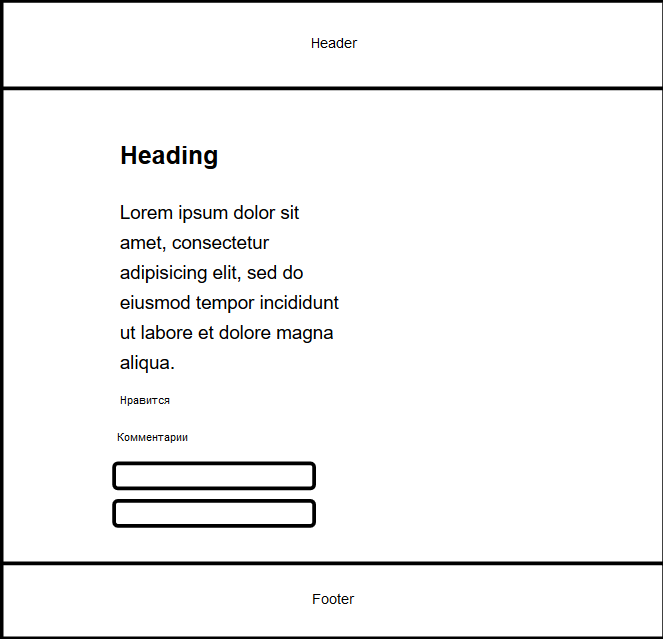 Header
Heading
Lorem ipsum dolor sit
amet, consectetur
adipisicing elit, sed do
eiusmod tempor incididunt
ut labore et dolore magna
aliqua.
Нравится
Комментарии
Footer